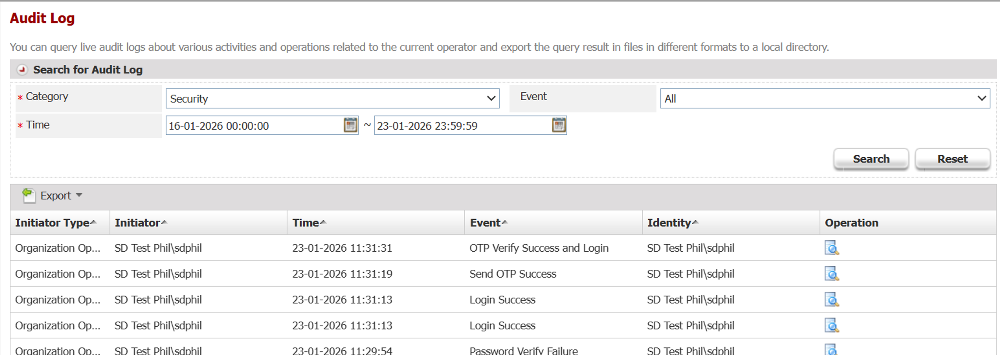 Audit Log
You can query live audit logs about various activities and operations related to the current operator and export the query result in files in different formats to a local directory.
Search for Audit Log
* Category Security Event All
* Time 16-01-2026 00:00:00 ~ 23-01-2026 23:59:59
Search Reset
Export
Initiator Type Initiator Time Event Identity Operation
Organization Op... SD Test Phil\sdphil 23-01-2026 11:31:31 OTP Verify Success and Login SD Test Phil\sdphil
Organization Op... SD Test Phil\sdphil 23-01-2026 11:31:19 Send OTP Success SD Test Phil\sdphil
Organization Op... SD Test Phil\sdphil 23-01-2026 11:31:13 Login Success SD Test Phil\sdphil
Organization Op... SD Test Phil\sdphil 23-01-2026 11:31:13 Login Success SD Test Phil\sdphil
Organization Op... SD Test Phil\sdphil 23-01-2026 11:29:54 Password Verify Failure SD Test Phil\sdphil